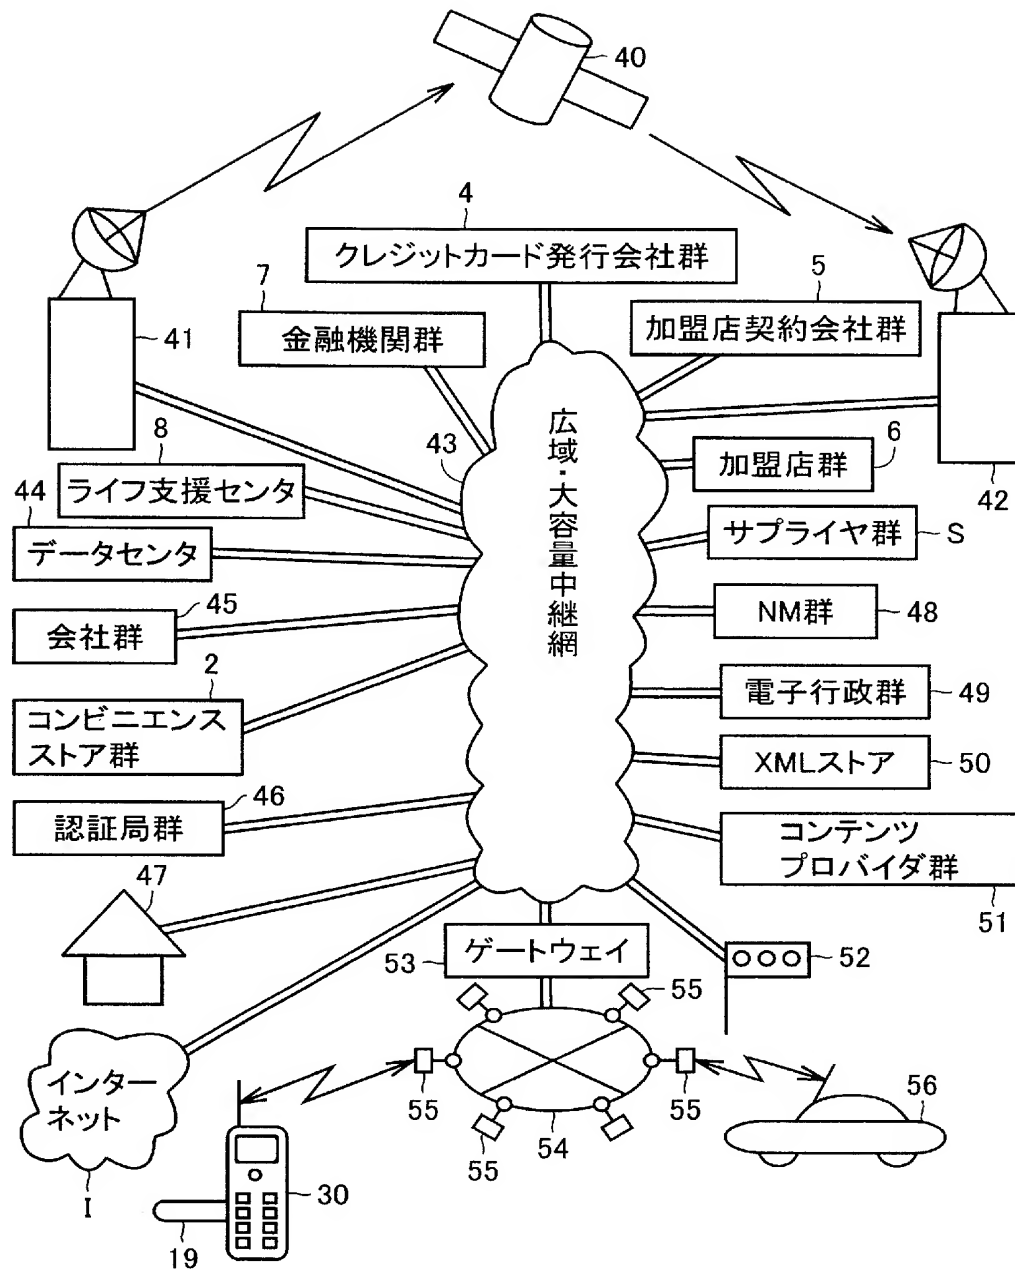 40
4
クレジットカード発行会社群
7
金融機関群
5
加盟店契約会社群
41
42
43
広域・大容量中継網
8
ライフ支援センタ
6
加盟店群
44
データセンタ
サプライヤ群
S
45
会社群
NM群
48
2
コンビニエンス
ストア群
電子行政群
49
XMLストア
50
46
認証局群
コンテンツ
プロバイダ群
51
47
53
ゲートウェイ
52
55
インター
ネット
I
55
55
55
54
56
30
19